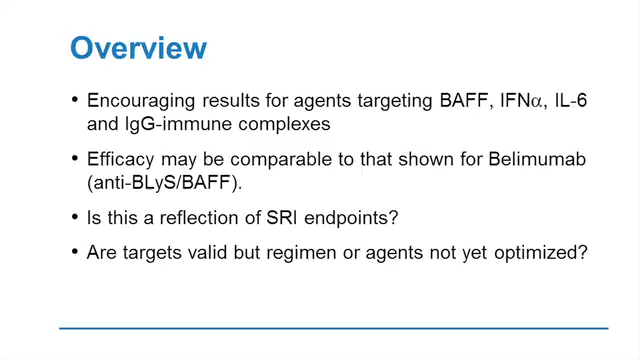 Overview
• Encouraging results for agents targeting BAFF, IFNα, IL-6
and IgG-immune complexes
• Efficacy may be comparable to that shown for Belimumab
(anti-BLyS/BAFF).
• Is this a reflection of SRI endpoints?
• Are targets valid but regimen or agents not yet optimized?